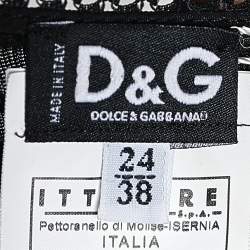 MADE IN ITALY
D&G
DOLCE & GABBANA
24
38
ITT RE
S.p.A.
Pettoranello di Molise-ISERNIA
ITALIA